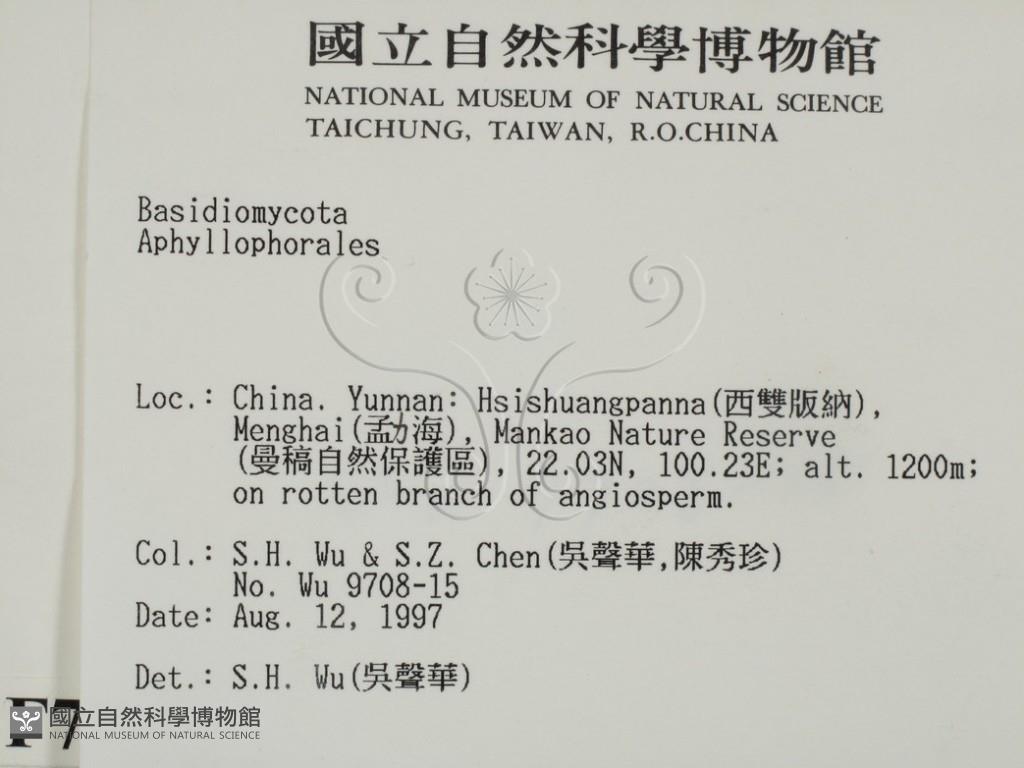 國立自然科學博物館
NATIONAL MUSEUM OF NATURAL SCIENCE
TAICHUNG, TAIWAN, R.O.CHINA
Basidiomycota
Aphyllophorales
Loc.: China. Yunnan: Hsishuangpanna(西雙版納),
Menghai(孟力海), Mankao Nature Reserve
(曼稿自然保護區), 22.03N, 100.23E; alt. 1200m;
on rotten branch of angiosperm.
Col.: S.H. Wu & S.Z. Chen(吳聲華,陳秀珍)
No. Wu 9708-15
Date: Aug. 12, 1997
Det.: S.H. Wu(吳聲華)
F7
國立自然科學博物館
NATIONAL MUSEUM OF NATURAL SCIENCE